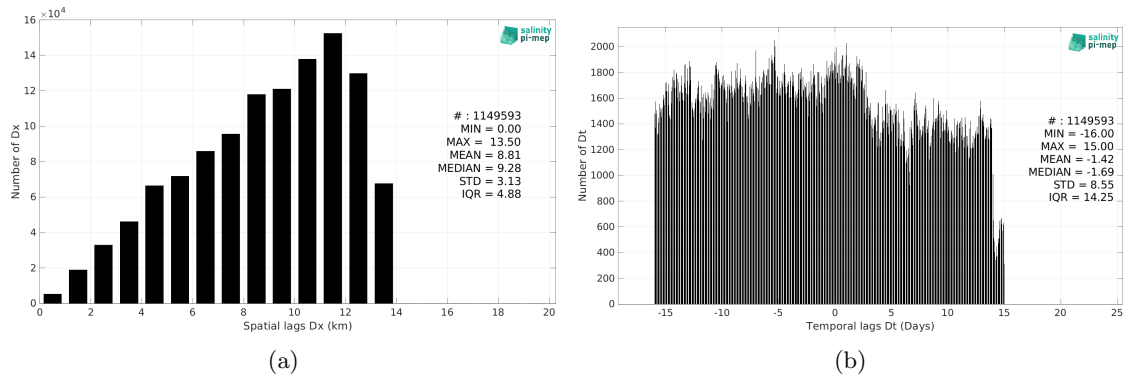 ×10⁴
16
14
12
10
8
6
4
2
0
Number of Dx
0 2 4 6 8 10 12 14 16 18 20
Spatial lags Dx (km)
salinity
pi-mep
# : 1149593
MIN = 0.00
MAX = 13.50
MEAN = 8.81
MEDIAN = 9.28
STD = 3.13
IQR = 4.88
(a)
2000
1800
1600
1400
1200
1000
800
600
400
200
0
Number of Dt
-15 -10 -5 0 5 10 15 20 25
Temporal lags Dt (Days)
salinity
pi-mep
# : 1149593
MIN = -16.00
MAX = 15.00
MEAN = -1.42
MEDIAN = -1.69
STD = 8.55
IQR = 14.25
(b)